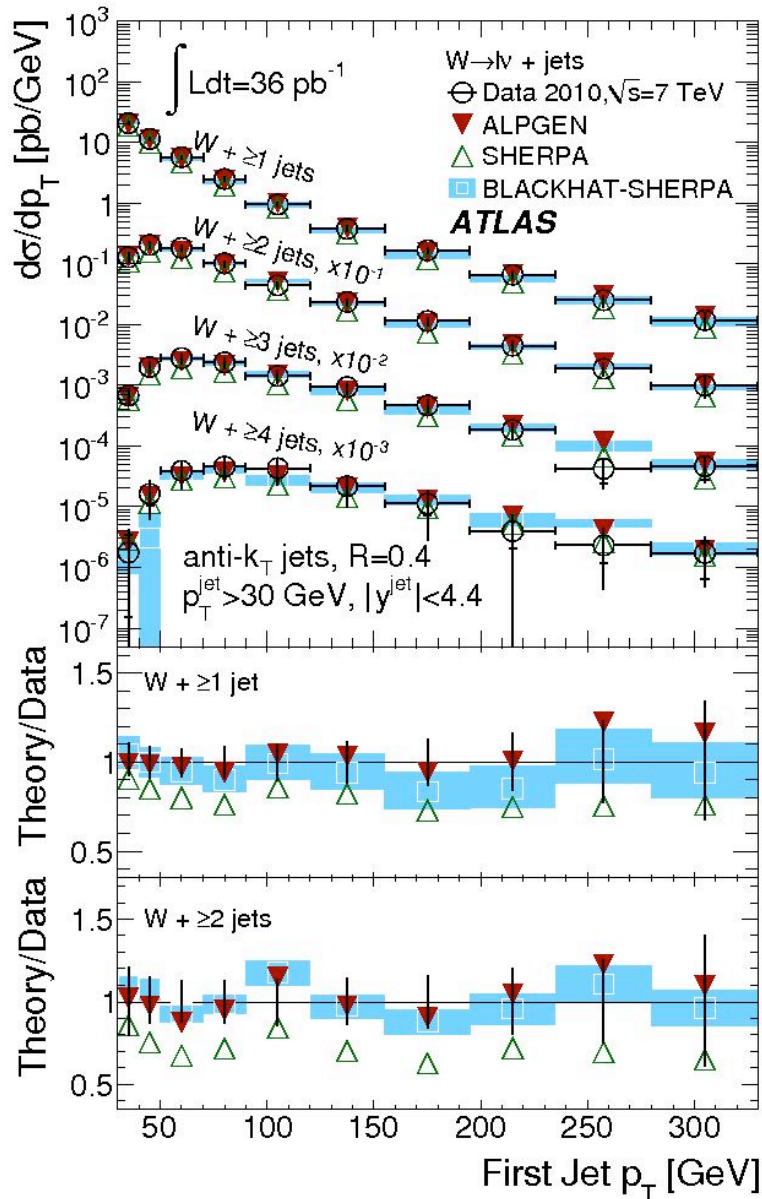 dσ/dp_T [pb/GeV]
10³
10²
10
1
10⁻¹
10⁻²
10⁻³
10⁻⁴
10⁻⁵
10⁻⁶
10⁻⁷
∫Ldt=36 pb⁻¹
W→lν + jets
Data 2010,√s=7 TeV
ALPGEN
SHERPA
BLACKHAT-SHERPA
ATLAS
W + ≥1 jets
W + ≥2 jets, x10⁻¹
W + ≥3 jets, x10⁻²
W + ≥4 jets, x10⁻³
anti-k_T jets, R=0.4
p_T^jet>30 GeV, |y^jet|<4.4
Theory/Data
1.5
1
0.5
W + ≥1 jet
Theory/Data
1.5
1
0.5
W + ≥2 jets
50 100 150 200 250 300
First Jet p_T [GeV]